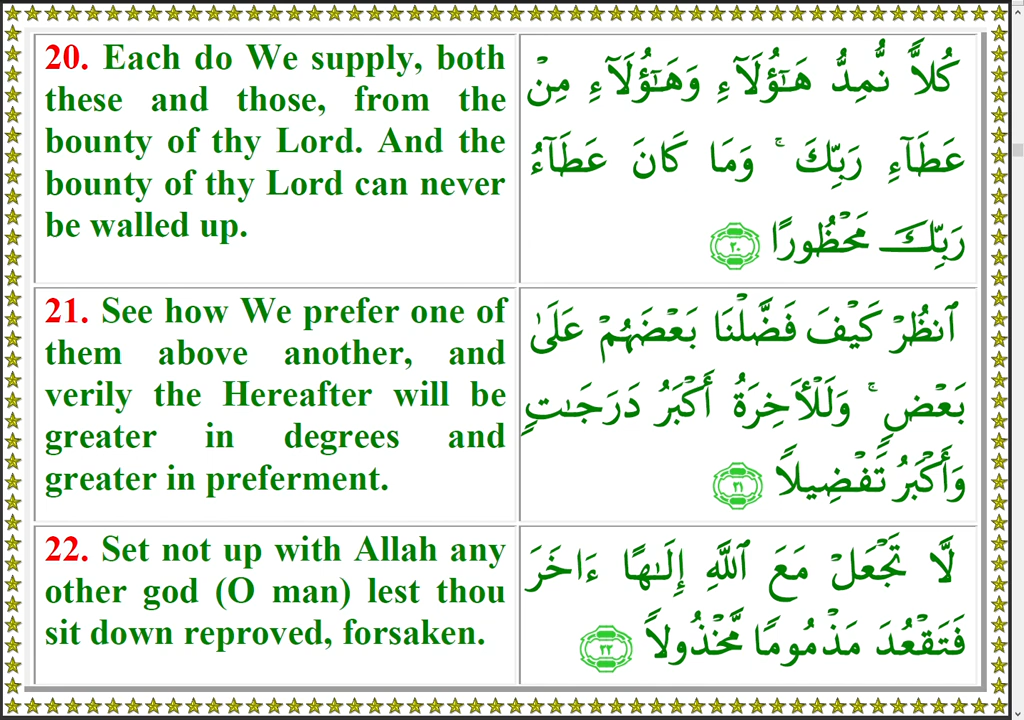 20. Each do We supply, both
these and those, from the
bounty of thy Lord. And the
bounty of thy Lord can never
be walled up.
كُلاًّ نُّمِدُّ هَـٰٓؤُلَآءِ وَهَـٰٓؤُلَآءِ مِنۡ
عَطَآءِ رَبِّكَ‌ۚ وَمَا كَانَ عَطَآءُ
رَبِّكَ مَحۡظُورًا ٢٠
21. See how We prefer one of
them above another, and
verily the Hereafter will be
greater in degrees and
greater in preferment.
ٱنظُرۡ كَيۡفَ فَضَّلۡنَا بَعۡضَہُمۡ عَلَىٰ
بَعۡضٍ‌ۚ وَلَلۡأَخِرَةُ أَكۡبَرُ دَرَجَـٰتٍ
وَأَكۡبَرُ تَفۡضِيلاً ٢١
22. Set not up with Allah any
other god (O man) lest thou
sit down reproved, forsaken.
لَّا تَجۡعَلۡ مَعَ ٱللَّهِ إِلَـٰهًا ءَاخَرَ
فَتَقۡعُدَ مَذۡمُومًا مَّخۡذُولاً ٢٢